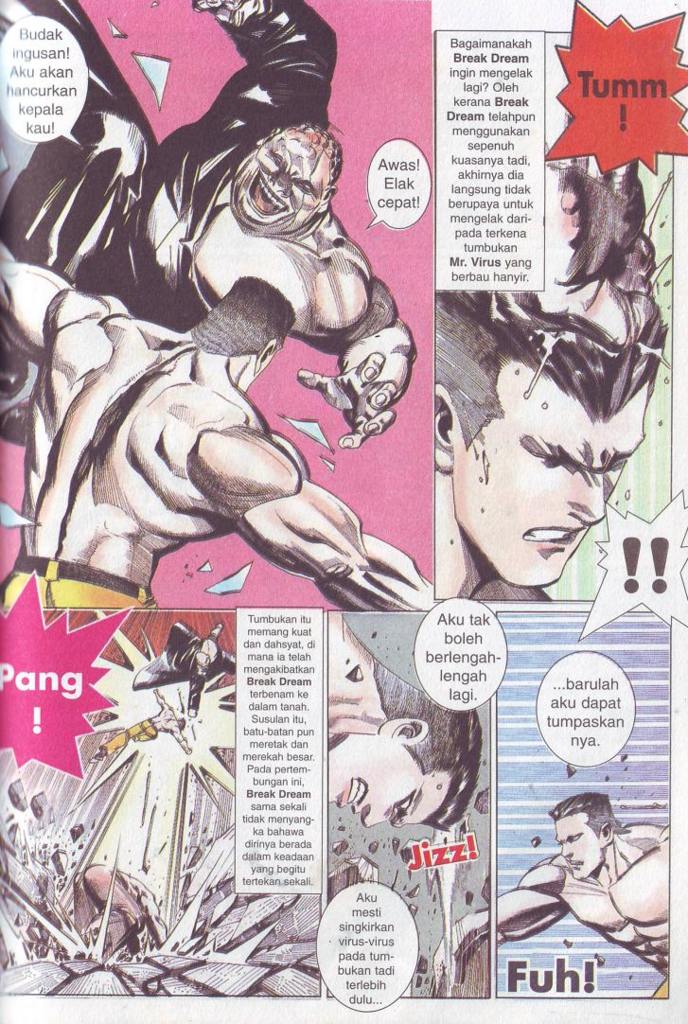 Budak
ingusan!
Aku akan
hancurkan
kepala
kau!
Awas!
Elak
cepat!
Bagaimanakah
Break Dream
ingin mengelak
lagi? Oleh
kerana Break
Dream telahpun
menggunakan
sepenuh
kuasanya tadi,
akhirnya dia
langsung tidak
berupaya untuk
mengelak dari-
pada terkena
tumbukan
Mr. Virus yang
berbau hanyir.
Tumm
!
!!
Pang
!
Tumbukan itu
memang kuat
dan dahsyat, di
mana ia telah
mengakibatkan
Break Dream
terbenam ke
dalam tanah.
Susulan itu,
batu-batan pun
meretak dan
merekah besar.
Pada pertem-
bungan ini,
Break Dream
sama sekali
tidak menyang-
ka bahawa
dirinya berada
dalam keadaan
yang begitu
tertekan sekali.
Aku tak
boleh
berlengah-
lengah
lagi.
Jizz!
Aku
mesti
singkirkan
virus-virus
pada tum-
bukan tadi
terlebih
dulu...
...barulah
aku dapat
tumpaskan
nya.
Fuh!